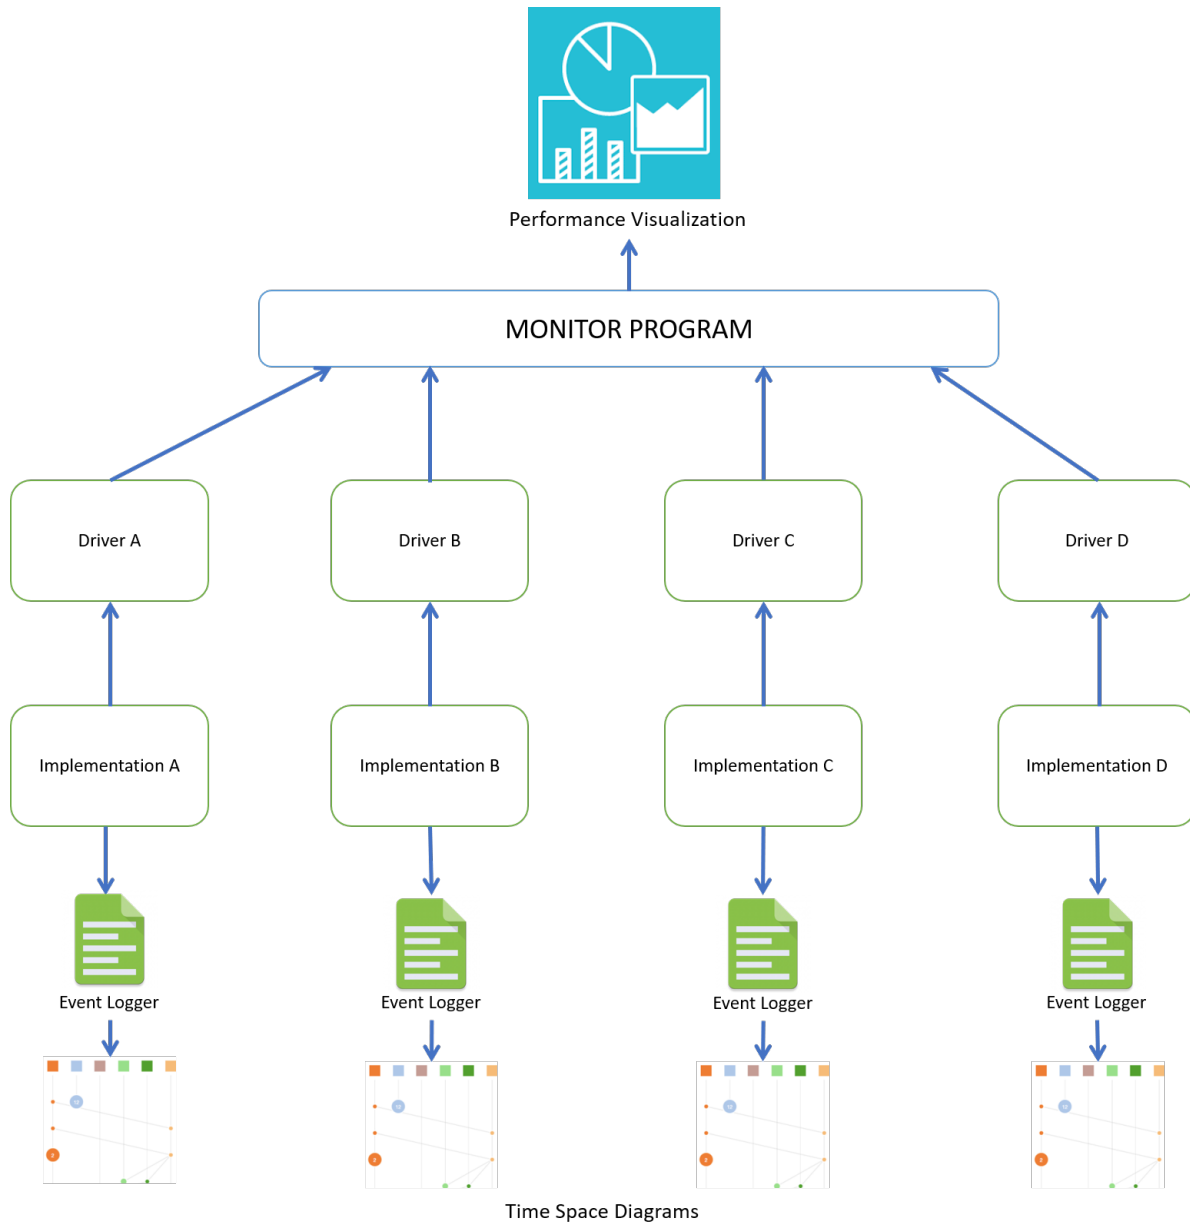 Performance Visualization
MONITOR PROGRAM
Driver A
Driver B
Driver C
Driver D
Implementation A
Implementation B
Implementation C
Implementation D
Event Logger
Event Logger
Event Logger
Event Logger
Time Space Diagrams